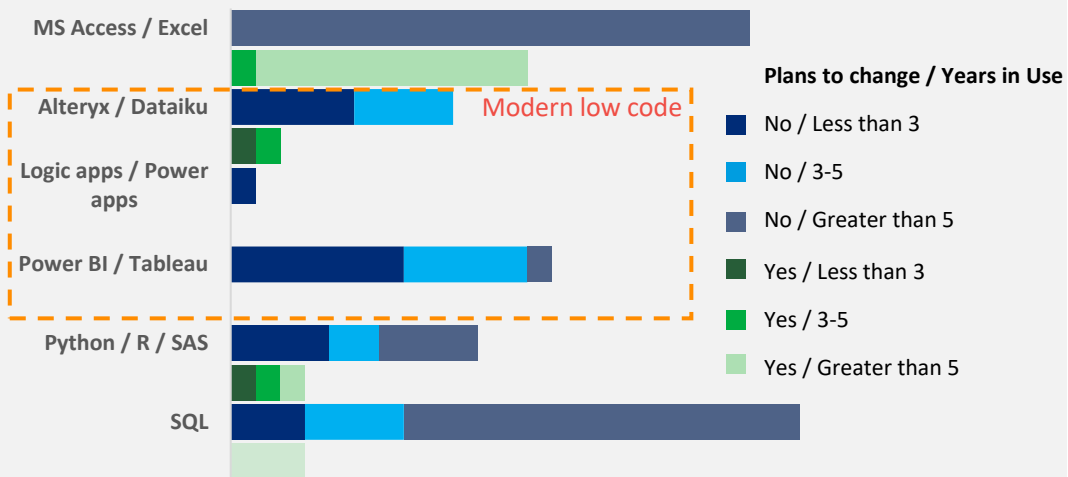 MS Access / Excel
Alteryx / Dataiku
Modern low code
Logic apps / Power
apps
Power BI / Tableau
Python / R / SAS
SQL
Plans to change / Years in Use
No / Less than 3
No / 3-5
No / Greater than 5
Yes / Less than 3
Yes / 3-5
Yes / Greater than 5